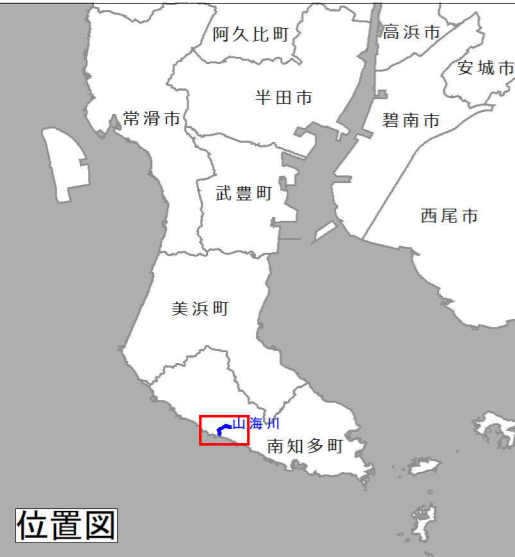 阿久比町
高浜市
安城市
半田市
常滑市
碧南市
武豊町
西尾市
美浜町
山海川
南知多町
位置図